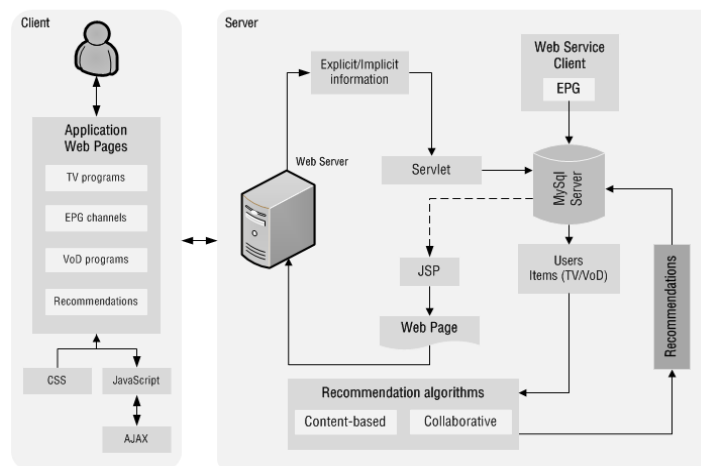 Client
Application
Web Pages
TV programs
EPG channels
VoD programs
Recommendations
CSS
JavaScript
AJAX
Server
Explicit/Implicit
information
Web Server
Servlet
Web Service
Client
EPG
MySql
Server
JSP
Web Page
Users
Items (TV/VoD)
Recommendations
Recommendation algorithms
Content-based
Collaborative